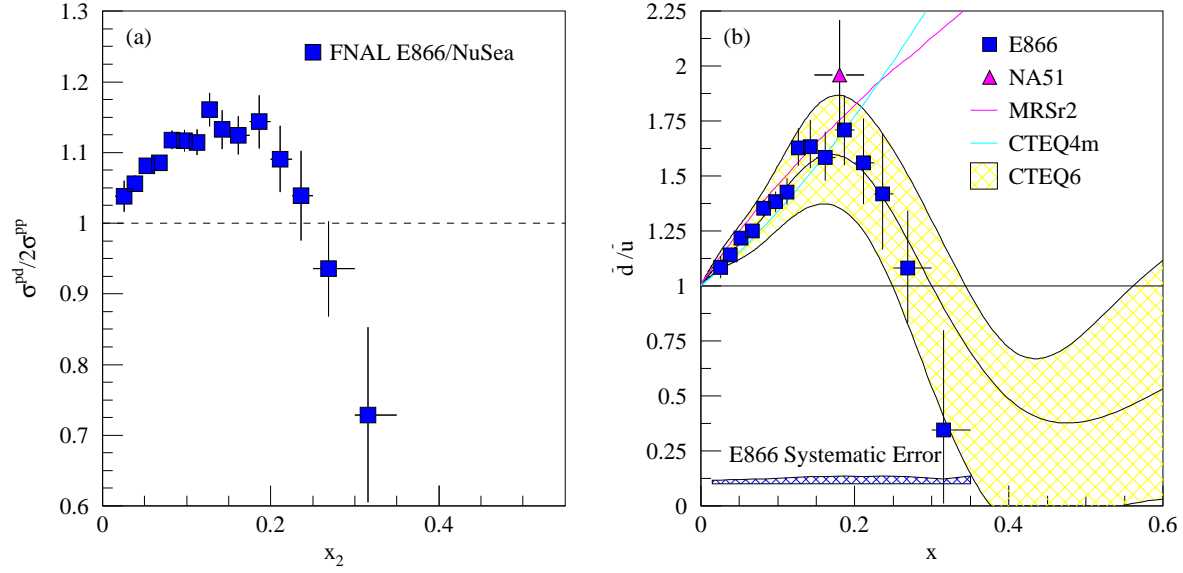 (a)
FNAL E866/NuSea
1.3
1.2
1.1
1
0.9
0.8
0.7
0.6
σᵖᵈ/2σᵖᵖ
0
0.2
0.4
x₂
(b)
E866
NA51
MRSr2
CTEQ4m
CTEQ6
2.25
2
1.75
1.5
1.25
1
0.75
0.5
0.25
0
d̄/ū
E866 Systematic Error
0
0.2
0.4
0.6
x